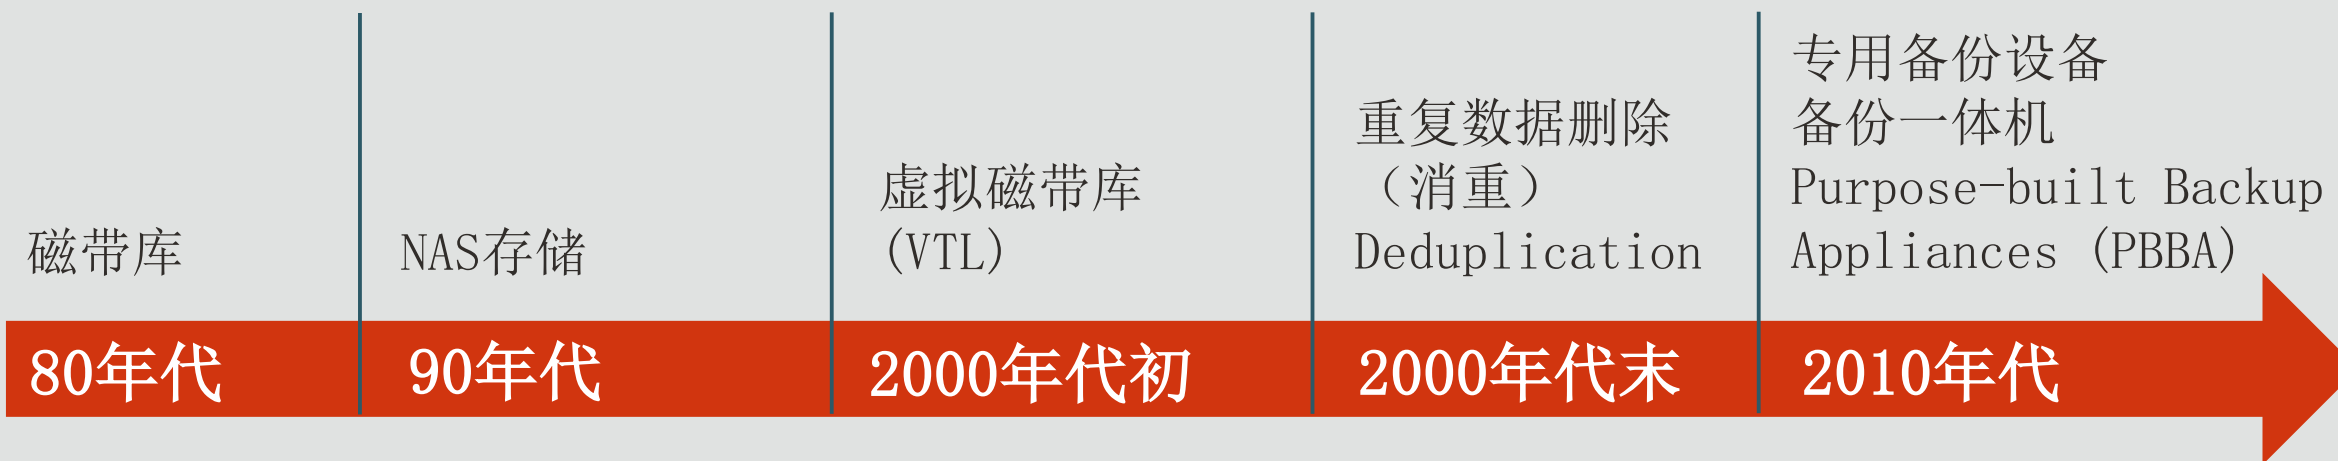 磁带库
80年代
NAS存储
90年代
虚拟磁带库
(VTL)
2000年代初
重复数据删除
（消重）
Deduplication
2000年代末
专用备份设备
备份一体机
Purpose-built Backup
Appliances (PBBA)
2010年代